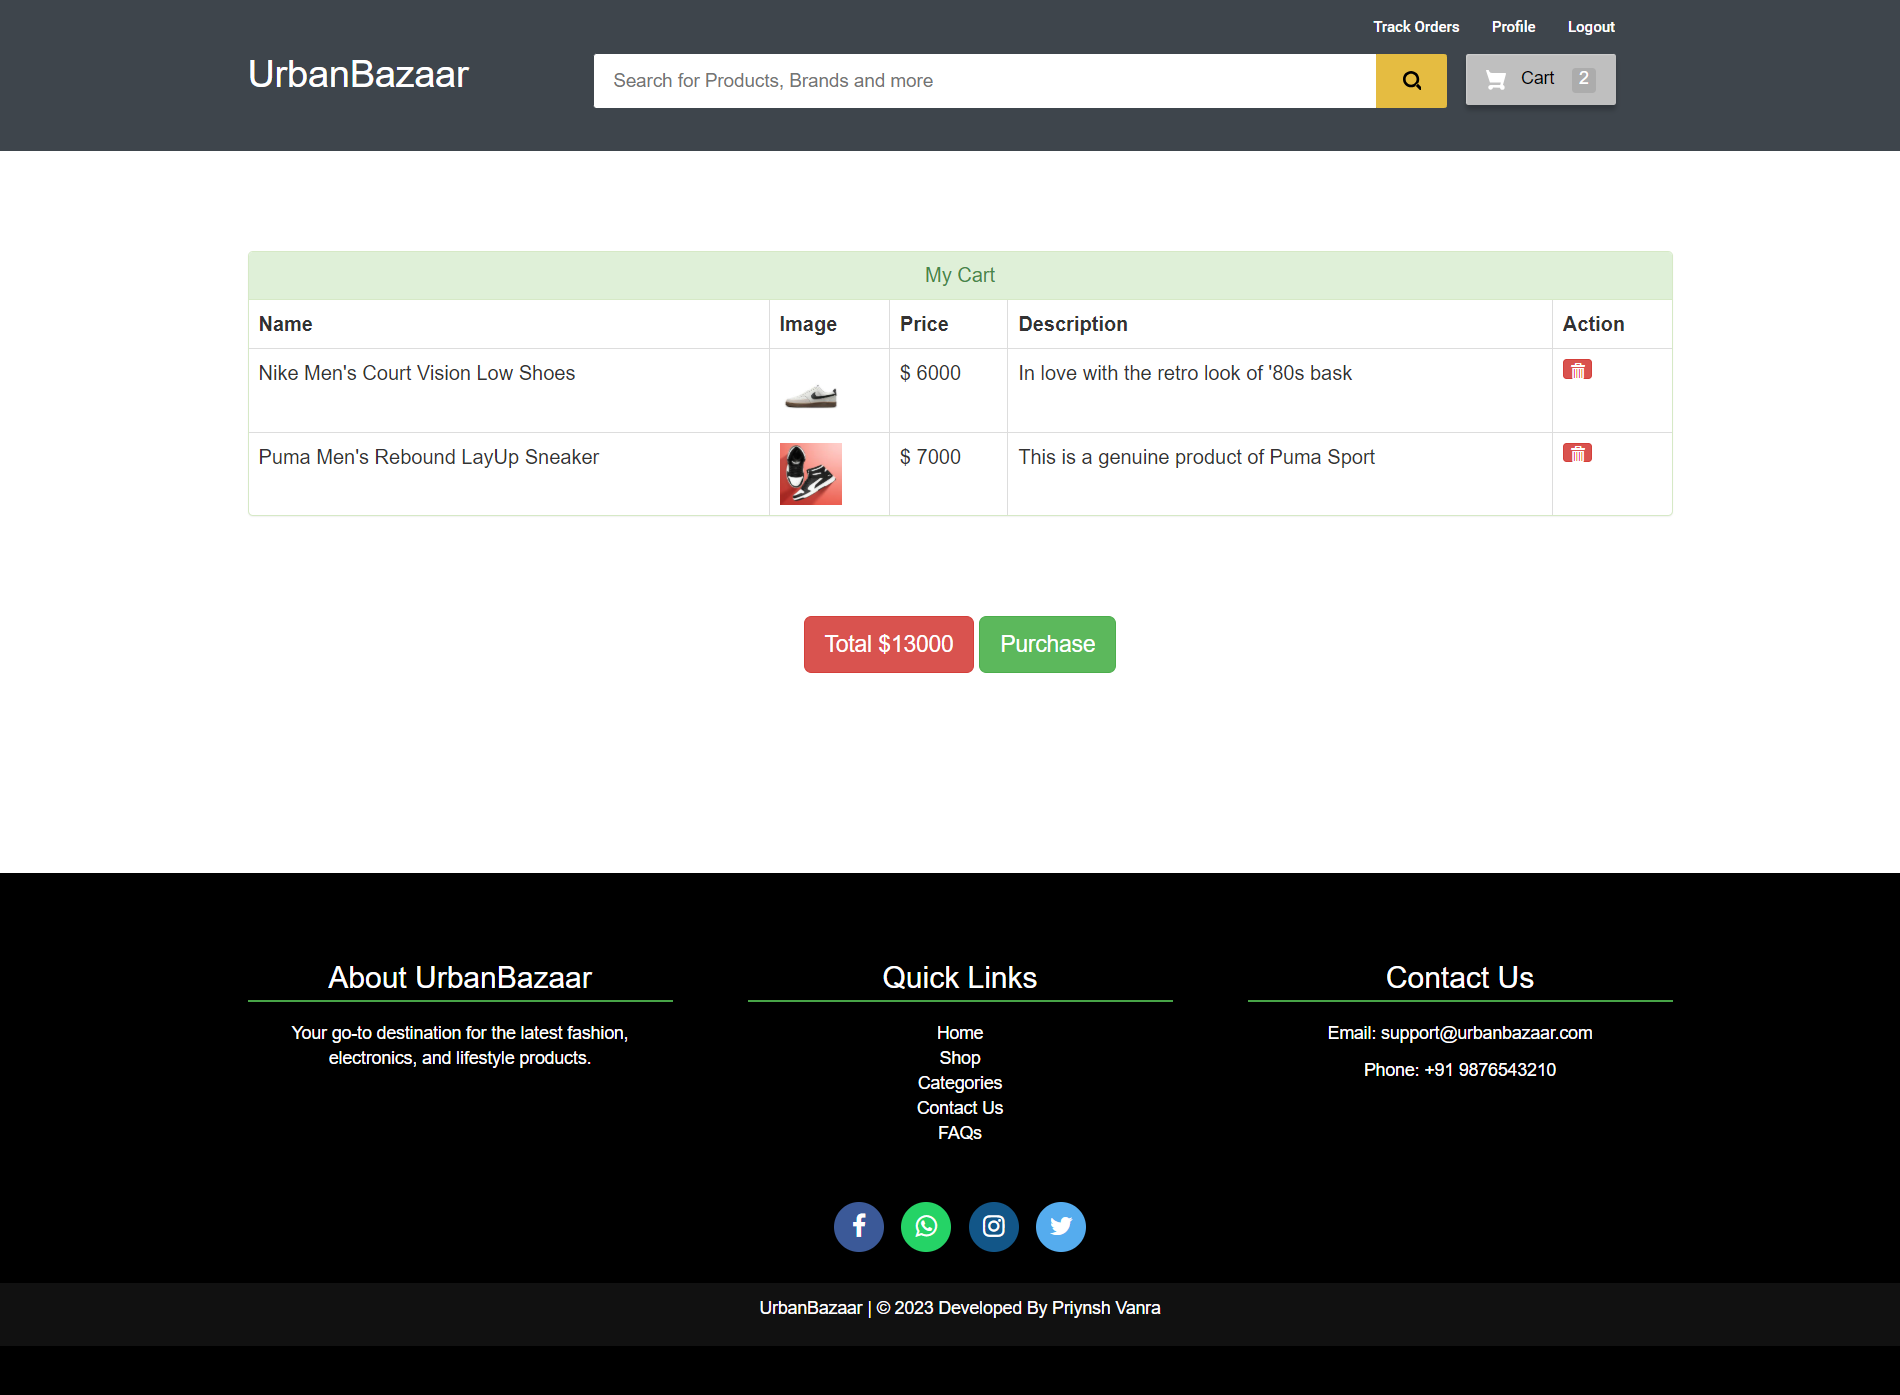 Track Orders Profile Logout
UrbanBazaar
Search for Products, Brands and more
Cart 2
My Cart
Name Image Price Description Action
Nike Men's Court Vision Low Shoes $ 6000 In love with the retro look of '80s bask
Puma Men's Rebound LayUp Sneaker $ 7000 This is a genuine product of Puma Sport
Total $13000 Purchase
About UrbanBazaar
Your go-to destination for the latest fashion,
electronics, and lifestyle products.
Quick Links
Home
Shop
Categories
Contact Us
FAQs
Contact Us
Email: support@urbanbazaar.com
Phone: +91 9876543210
UrbanBazaar | © 2023 Developed By Priynsh Vanra